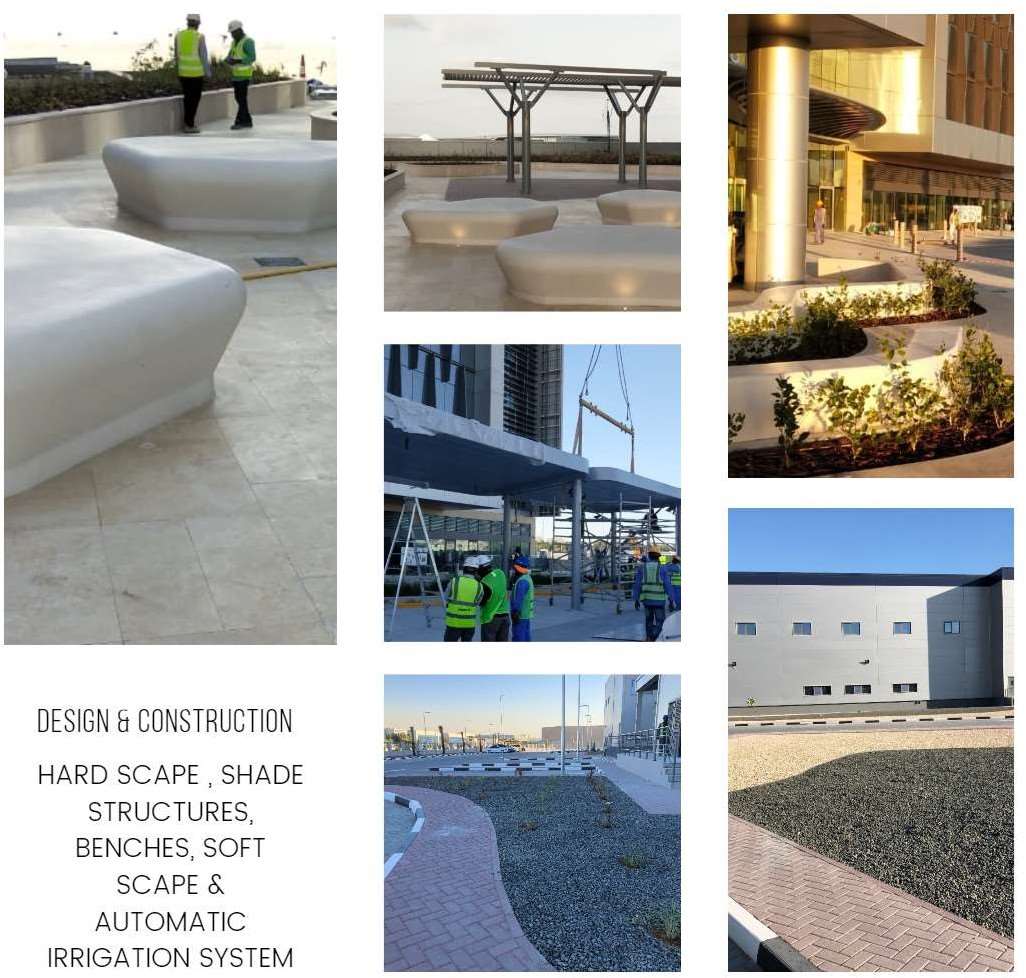 DESIGN & CONSTRUCTION
HARD SCAPE , SHADE
STRUCTURES,
BENCHES, SOFT
SCAPE &
AUTOMATIC
IRRIGATION SYSTEM